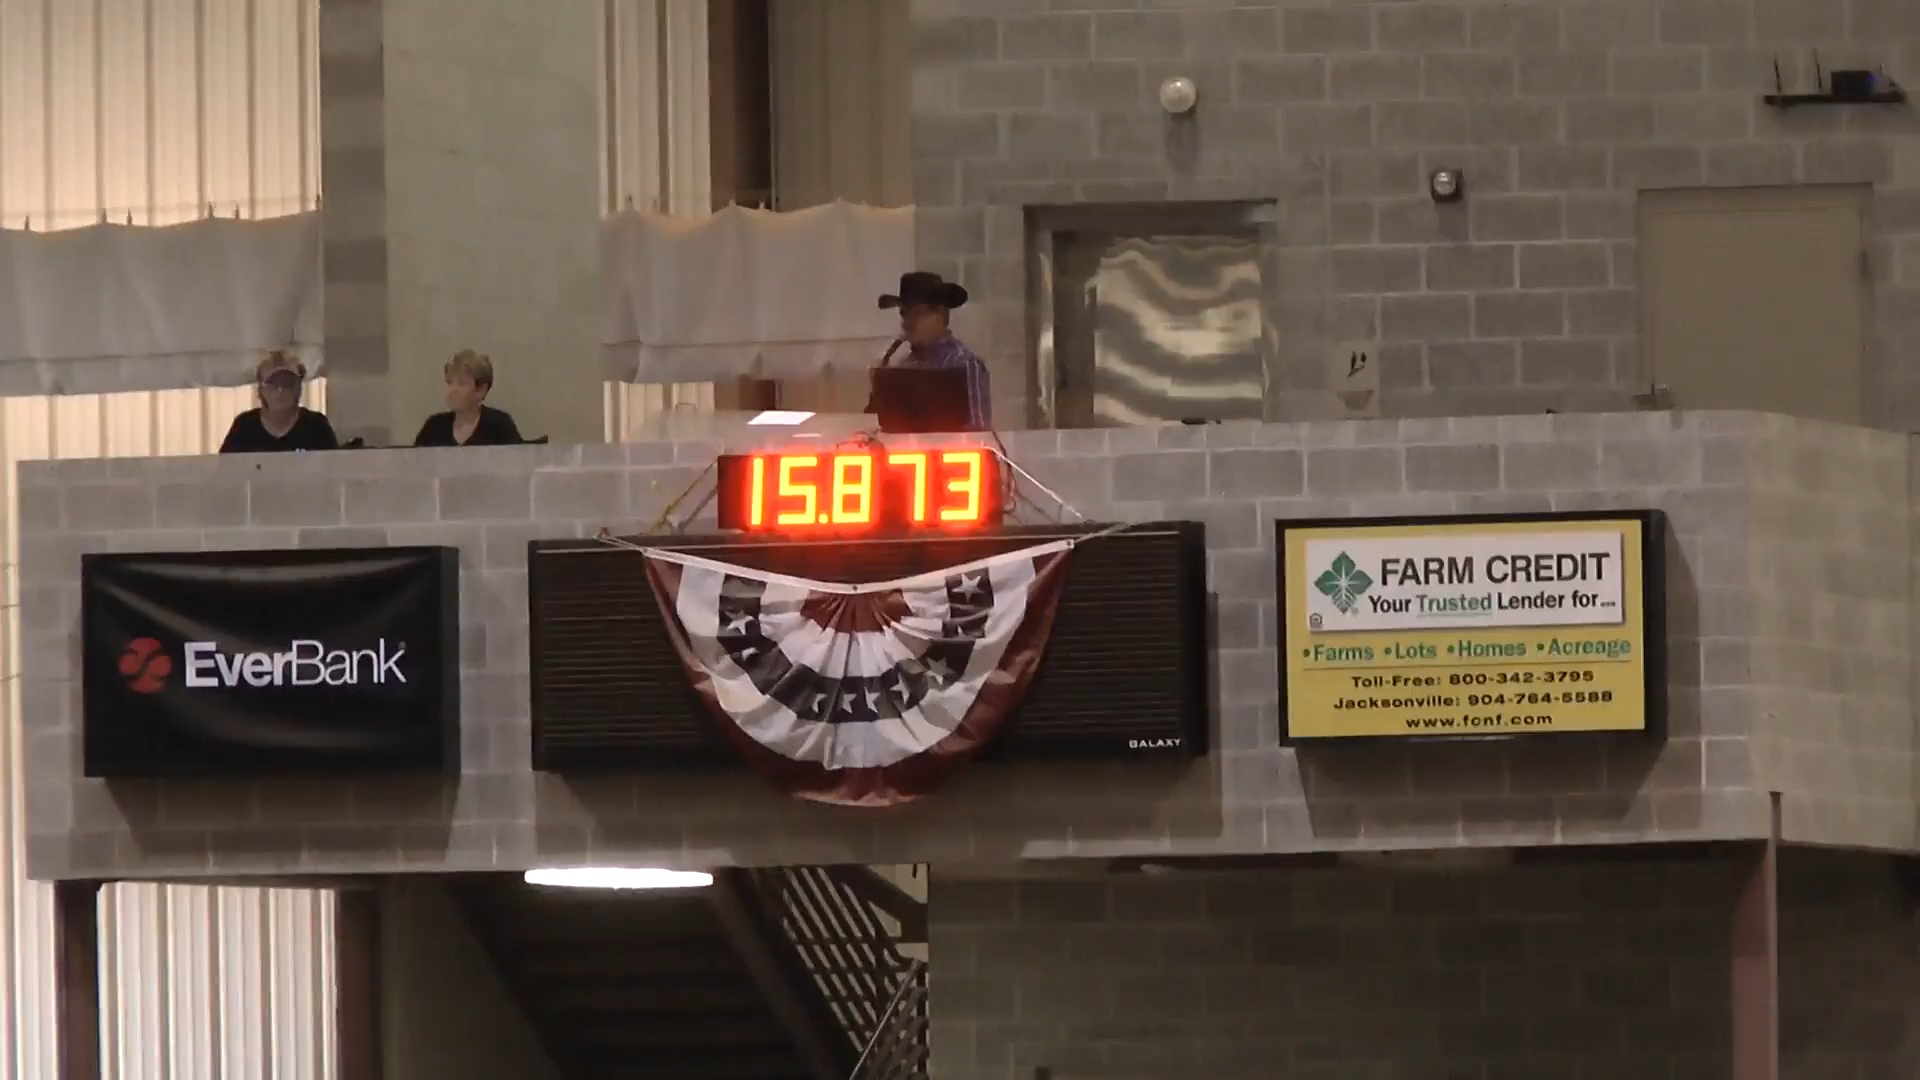 15.873
EverBank
FARM CREDIT
Your Trusted Lender for...
•Farms •Lots •Homes •Acreage
Toll-Free: 800-342-3795
Jacksonville: 904-764-5588
www.fcnf.com
GALAXY